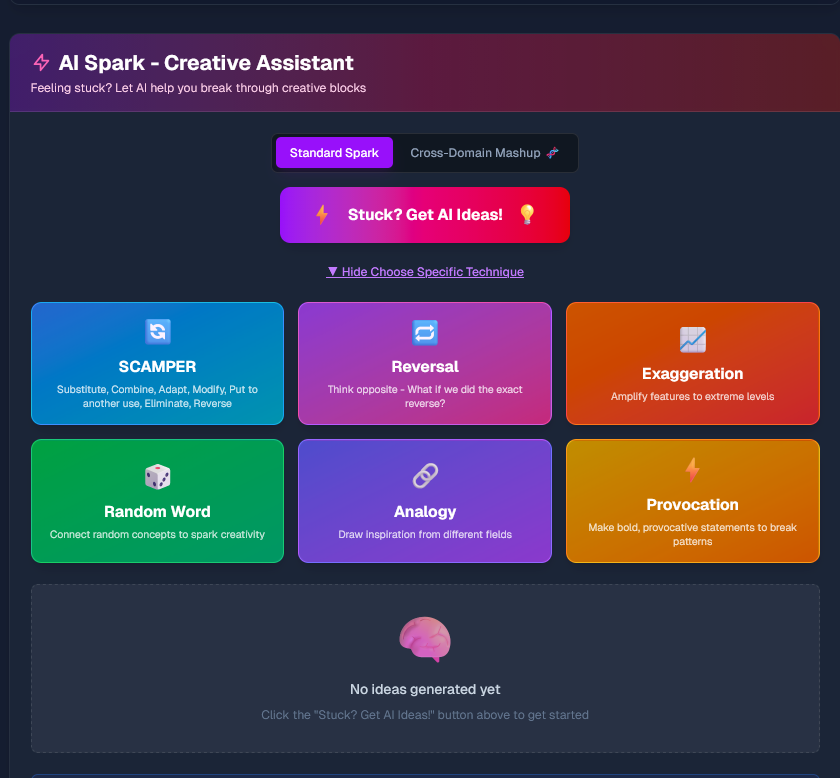 AI Spark - Creative Assistant
Feeling stuck? Let AI help you break through creative blocks
Standard Spark
Cross-Domain Mashup 🧬
⚡ Stuck? Get AI Ideas! 💡
▼ Hide Choose Specific Technique
SCAMPER
Substitute, Combine, Adapt, Modify, Put to
another use, Eliminate, Reverse
Reversal
Think opposite - What if we did the exact
reverse?
Exaggeration
Amplify features to extreme levels
Random Word
Connect random concepts to spark creativity
Analogy
Draw inspiration from different fields
Provocation
Make bold, provocative statements to break
patterns
No ideas generated yet
Click the "Stuck? Get AI Ideas!" button above to get started